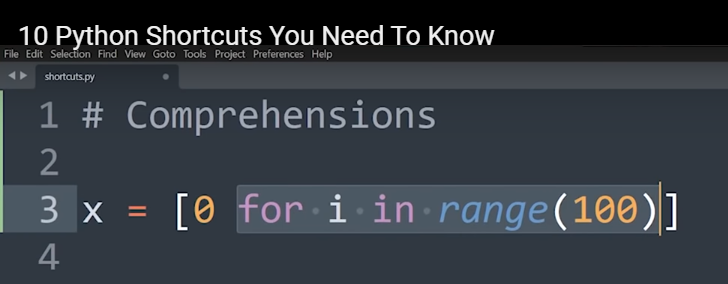 10 Python Shortcuts You Need To Know
File Edit Selection Find View Goto Tools Project Preferences Help
shortcuts.py
1 # Comprehensions
2
3 x = [0 for i in range(100)]
4